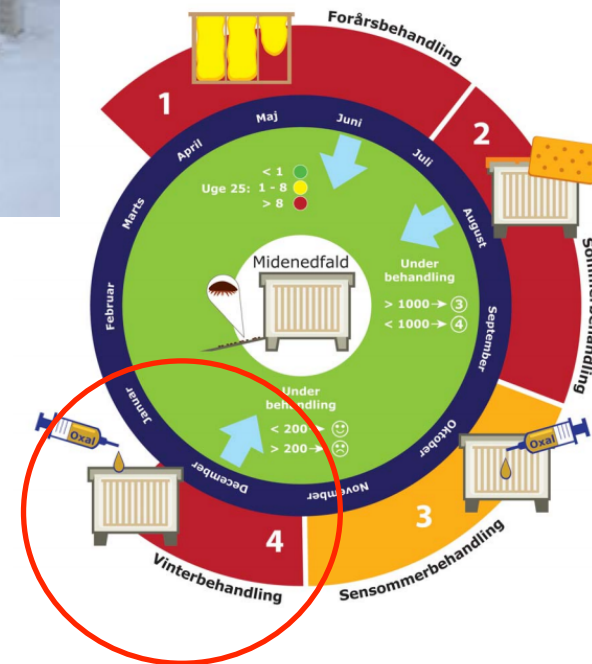 Forårsbehandling
1
2
Maj
Juni
April
Juli
Marts
August
< 1
Uge 25: 1 - 8
> 8
Sommerbehandling
Midenedfald
Under
behandling
> 1000 → 3
< 1000 → 4
Februar
September
Under
behandling
< 200 →
> 200 →
Januar
Oktober
Oxal
Oxal
December
November
3
4
Vinterbehandling
Sensommerbehandling